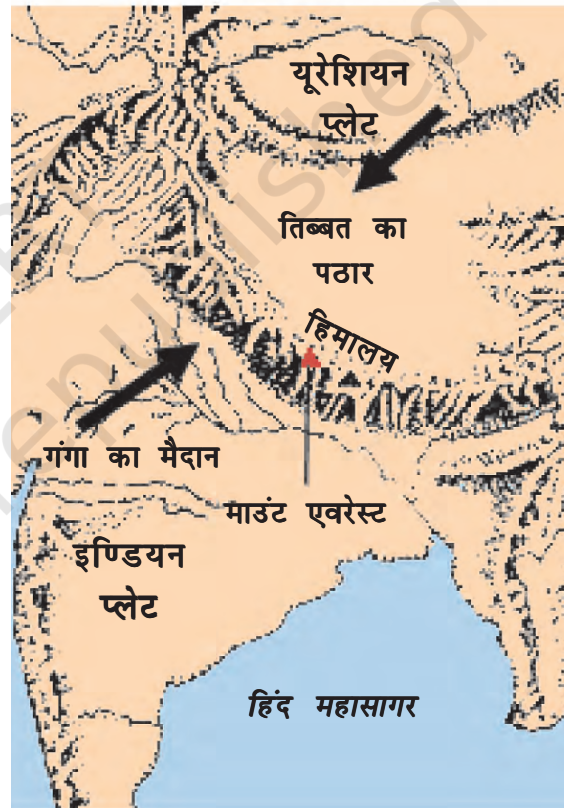 यूरेशियन
प्लेट
तिब्बत का
पठार
हिमालय
गंगा का मैदान
माउंट एवरेस्ट
इण्डियन
प्लेट
हिंद महासागर